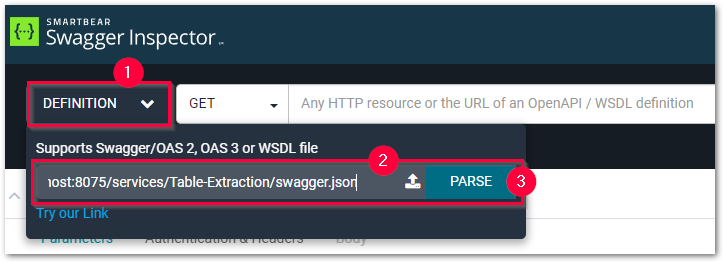 SMARTBEAR
Swagger Inspector
1
DEFINITION
GET
Any HTTP resource or the URL of an OpenAPI / WSDL definition
Supports Swagger/OAS 2, OAS 3 or WSDL file
2
ost:8075/services/Table-Extraction/swagger.json
PARSE
3
Try our Link
Parameters
Authentication & Headers
Body